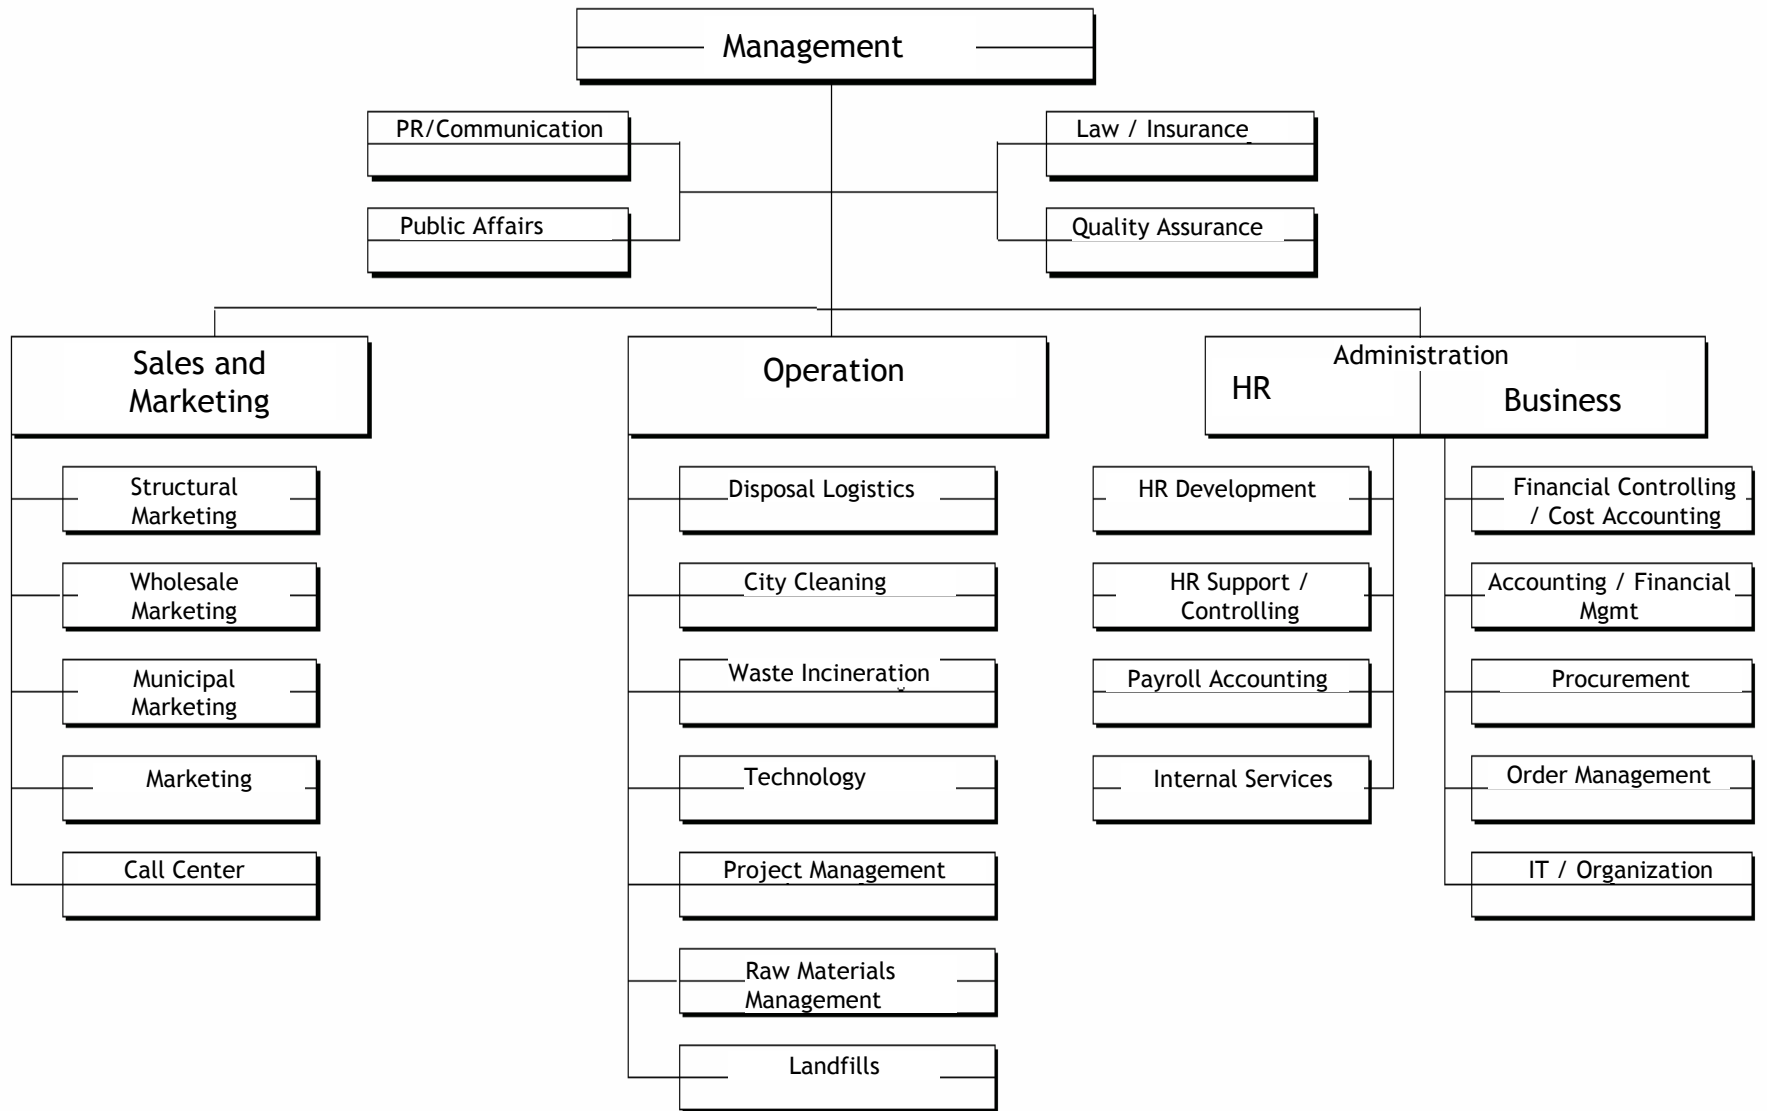 Management
PR/Communication
Law / Insurance
Public Affairs
Quality Assurance
Sales and
Marketing
Operation
Administration
HR
Business
Structural
Marketing
Wholesale
Marketing
Municipal
Marketing
Marketing
Call Center
Disposal Logistics
City Cleaning
Waste Incineration
Technology
Project Management
Raw Materials
Management
Landfills
HR Development
HR Support /
Controlling
Payroll Accounting
Internal Services
Financial Controlling
/ Cost Accounting
Accounting / Financial
Mgmt
Procurement
Order Management
IT / Organization